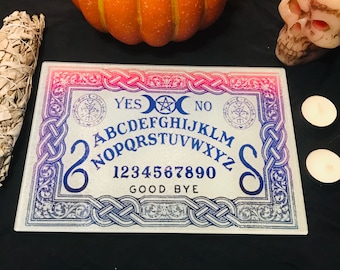 YES NO
ABCDEFGHIJKLM
NOPQRSTUVWXYZ
1234567890
GOOD BYE